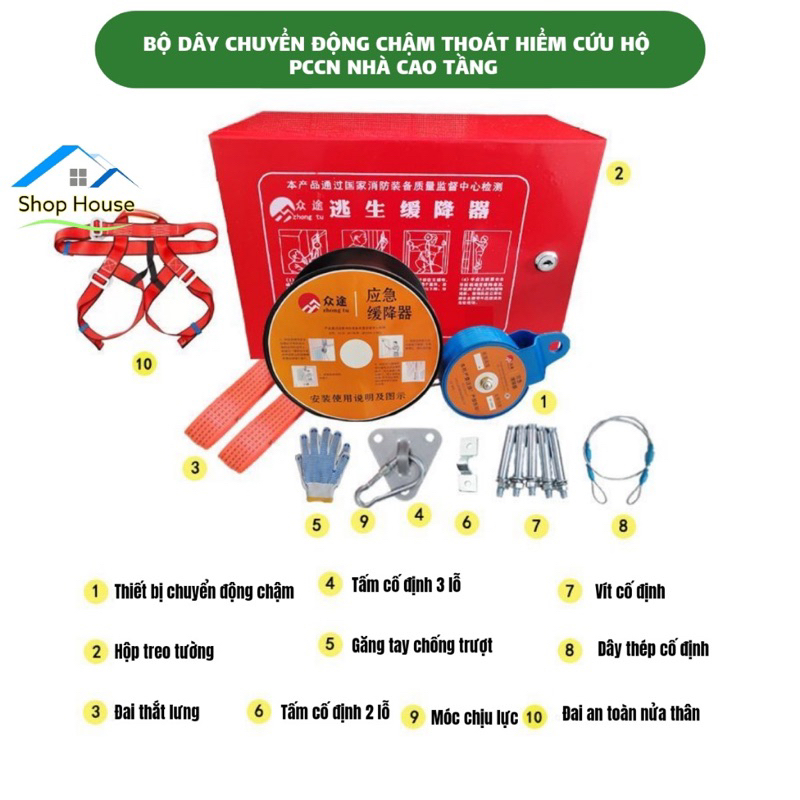 BỘ DÂY CHUYỂN ĐỘNG CHẬM THOÁT HIỂM CỨU HỘ
PCCN NHÀ CAO TẦNG
Shop House
本产品通过国家消防装备质量监督中心检测
众途 逃生缓降器
zhong tu
2
众途 应急
zhong tu 缓降器
安装使用说明及图示
10
1
3
5
9
4
6
7
8
1 Thiết bị chuyển động chậm
4 Tấm cố định 3 lỗ
7 Vít cố định
2 Hộp treo tường
5 Găng tay chống trượt
8 Dây thép cố định
3 Đai thắt lưng
6 Tấm cố định 2 lỗ
9 Móc chịu lực
10 Đai an toàn nửa thân